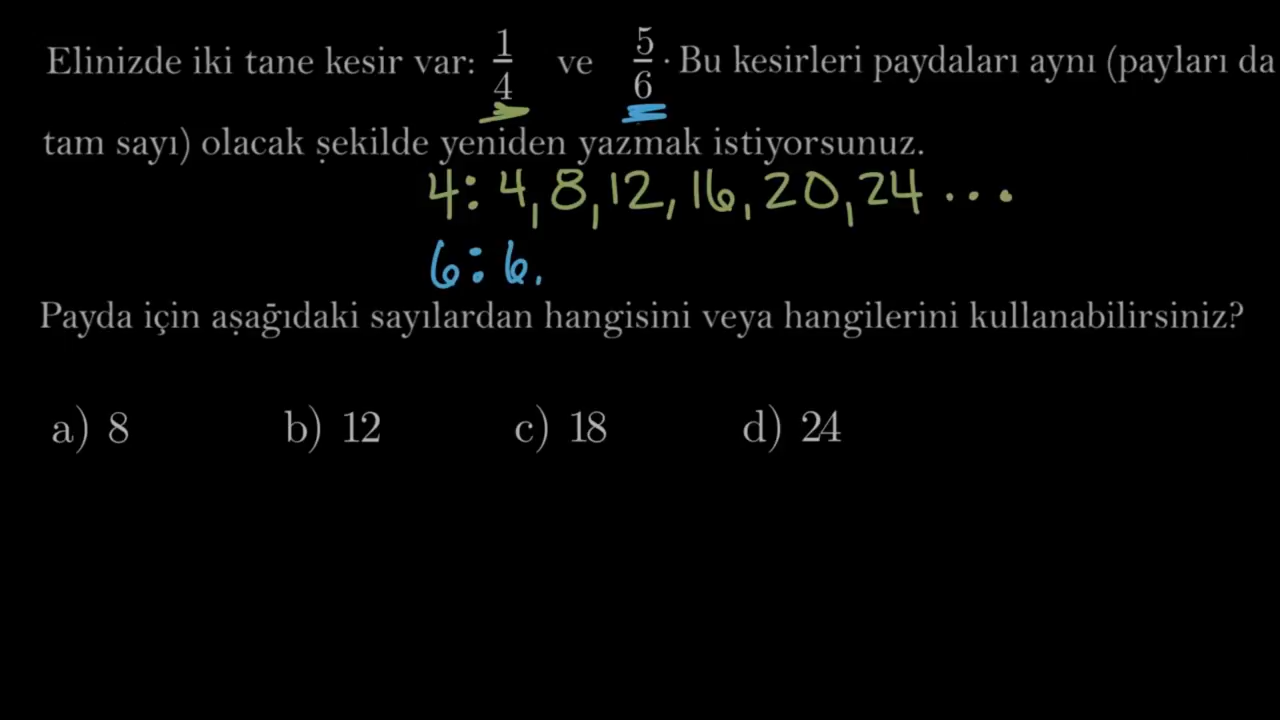 Elinizde iki tane kesir var: 1/4 ve 5/6. Bu kesirleri paydaları aynı (payları da
tam sayı) olacak şekilde yeniden yazmak istiyorsunuz.
4: 4, 8, 12, 16, 20, 24 ...
6: 6,
Payda için aşağıdaki sayılardan hangisini veya hangilerini kullanabilirsiniz?
a) 8 b) 12 c) 18 d) 24